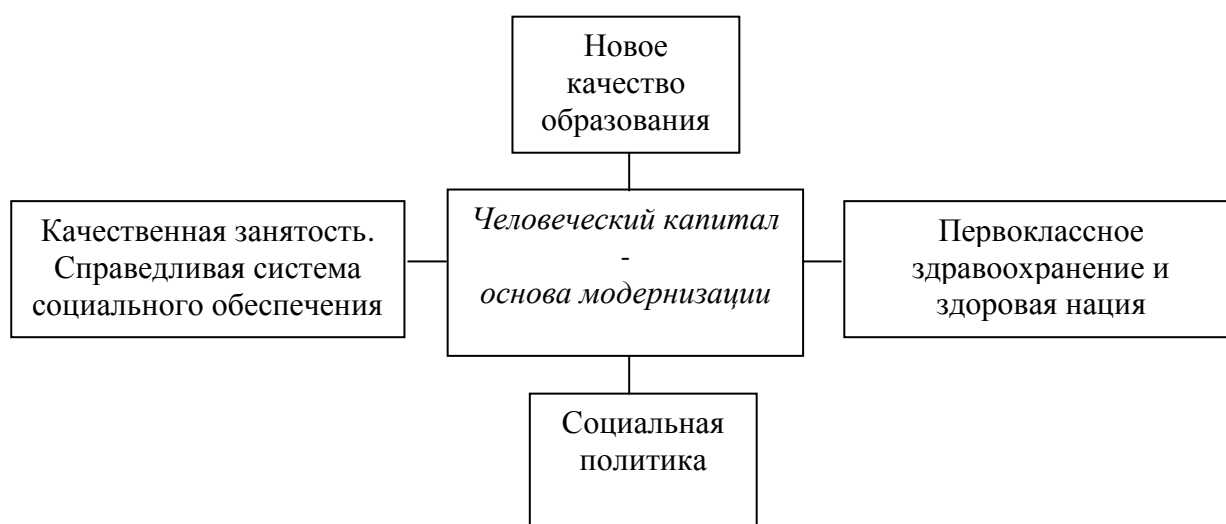 Новое
качество
образования
Качественная занятость.
Справедливая система
социального обеспечения
Человеческий капитал
-
основа модернизации
Первоклассное
здравоохранение и
здоровая нация
Социальная
политика